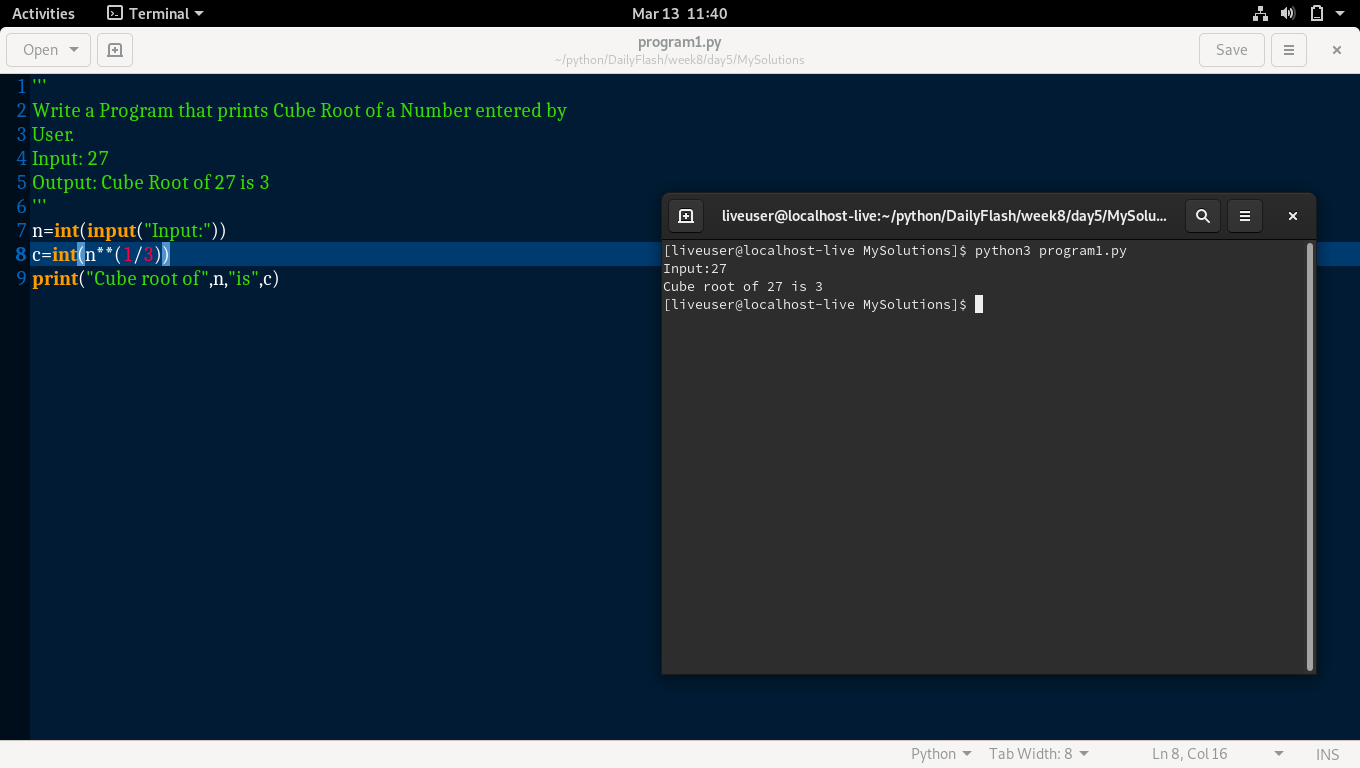 Activities Terminal Mar 13 11:40
Open program1.py Save
~/python/DailyFlash/week8/day5/MySolutions
1 '''
2 Write a Program that prints Cube Root of a Number entered by
3 User.
4 Input: 27
5 Output: Cube Root of 27 is 3
6 '''
7 n=int(input("Input:"))
8 c=int(n**(1/3))
9 print("Cube root of",n,"is",c)
liveuser@localhost-live:~/python/DailyFlash/week8/day5/MySolu...
[liveuser@localhost-live MySolutions]$ python3 program1.py
Input:27
Cube root of 27 is 3
[liveuser@localhost-live MySolutions]$
Python Tab Width: 8 Ln 8, Col 16 INS